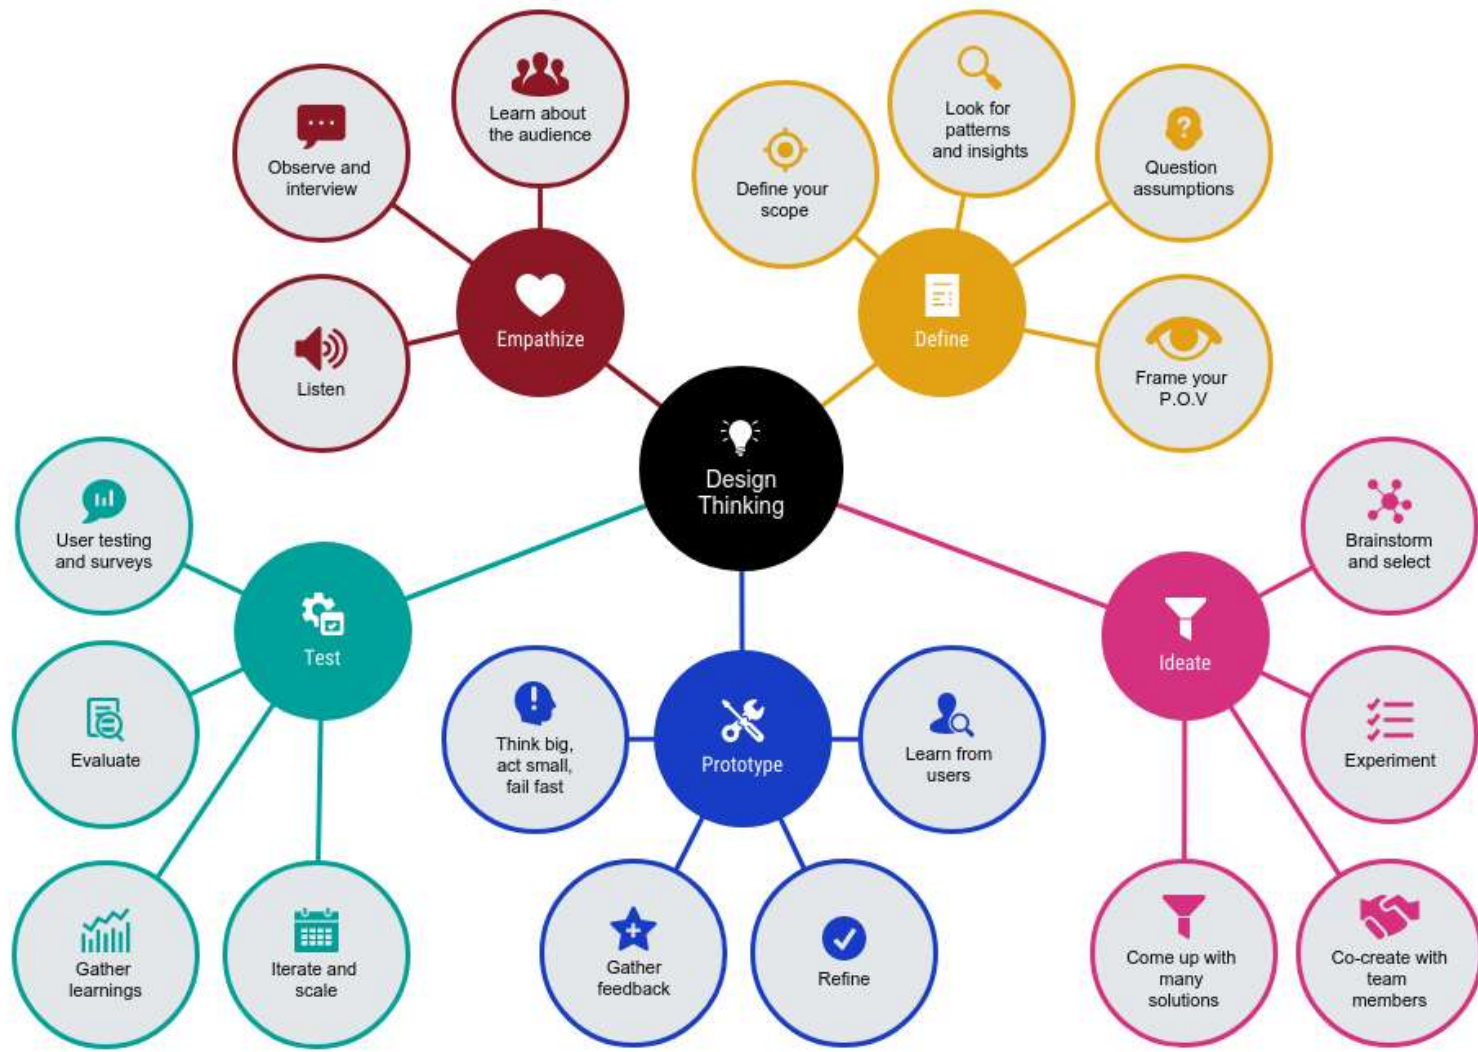 Learn about
the audience
Observe and
interview
Listen
Empathize
Look for
patterns
and insights
Define your
scope
Question
assumptions
Frame your
P.O.V
Define
Design
Thinking
User testing
and surveys
Evaluate
Gather
learnings
Iterate and
scale
Test
Think big,
act small,
fail fast
Prototype
Learn from
users
Gather
feedback
Refine
Brainstorm
and select
Ideate
Experiment
Come up with
many
solutions
Co-create with
team
members